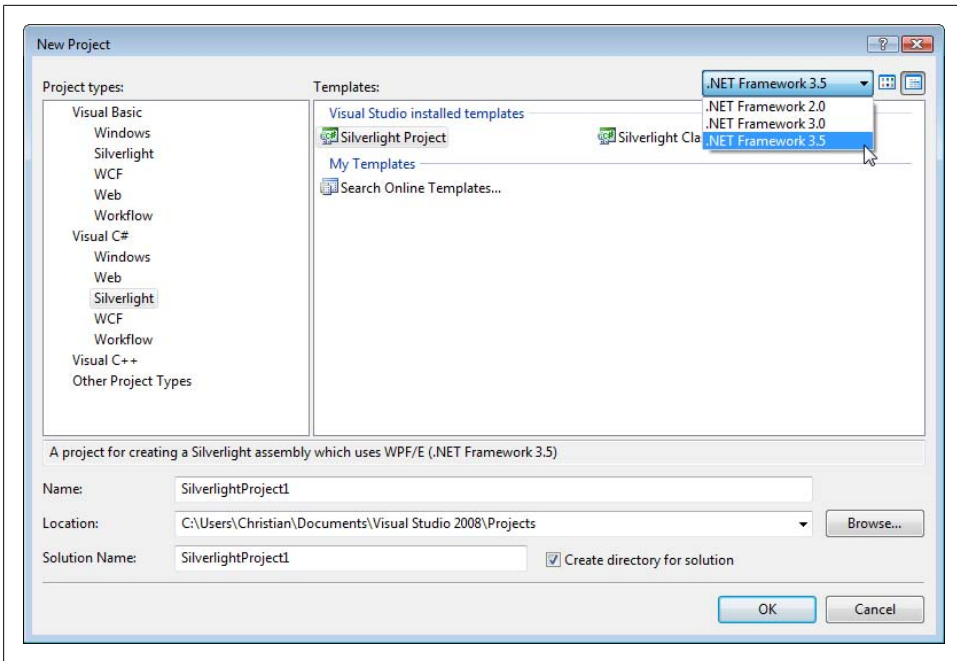 New Project
Project types:
Templates:
.NET Framework 3.5
.NET Framework 2.0
.NET Framework 3.0
.NET Framework 3.5
Visual Basic
Windows
Silverlight
WCF
Web
Workflow
Visual C#
Windows
Web
Silverlight
WCF
Workflow
Visual C++
Other Project Types
Visual Studio installed templates
Silverlight Project
Silverlight Cla
My Templates
Search Online Templates...
A project for creating a Silverlight assembly which uses WPF/E (.NET Framework 3.5)
Name:
SilverlightProject1
Location:
C:\Users\Christian\Documents\Visual Studio 2008\Projects
Browse...
Solution Name:
SilverlightProject1
Create directory for solution
OK
Cancel